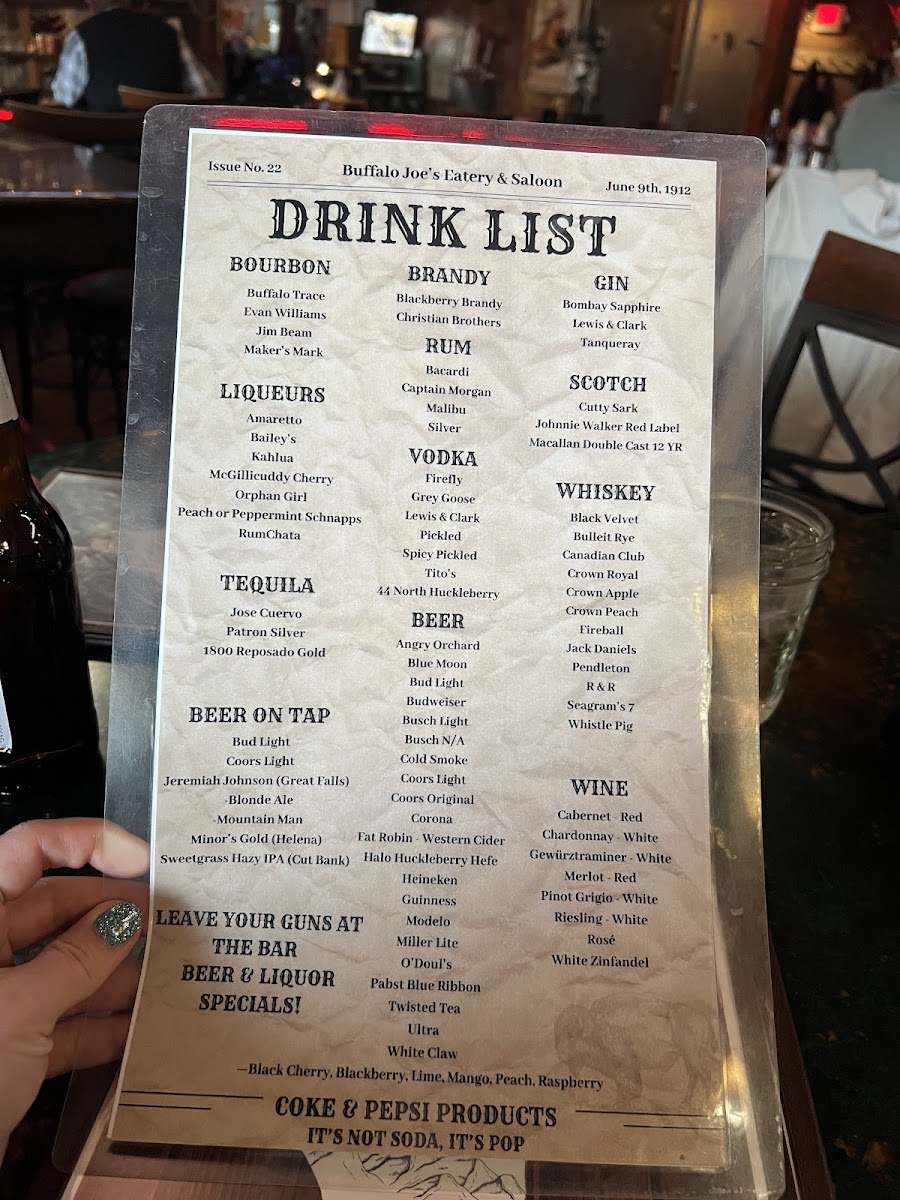 Issue No. 22
Buffalo Joe's Eatery & Saloon
June 9th, 1912
DRINK LIST
BOURBON
Buffalo Trace
Evan Williams
Jim Beam
Maker's Mark
LIQUEURS
Amaretto
Bailey's
Kahlua
McGillicuddy Cherry
Orphan Girl
Peach or Peppermint Schnapps
RumChata
TEQUILA
Jose Cuervo
Patron Silver
1800 Reposado Gold
BEER ON TAP
Bud Light
Coors Light
Jeremiah Johnson (Great Falls)
-Blonde Ale
-Mountain Man
Minor's Gold (Helena)
Sweetgrass Hazy IPA (Cut Bank)
LEAVE YOUR GUNS AT
THE BAR
BEER & LIQUOR
SPECIALS!
BRANDY
Blackberry Brandy
Christian Brothers
RUM
Bacardi
Captain Morgan
Malibu
Silver
VODKA
Firefly
Grey Goose
Lewis & Clark
Pickled
Spicy Pickled
Tito's
44 North Huckleberry
BEER
Angry Orchard
Blue Moon
Bud Light
Budweiser
Busch Light
Busch N/A
Cold Smoke
Coors Light
Coors Original
Corona
Fat Robin - Western Cider
Halo Huckleberry Hefe
Heineken
Guinness
Modelo
Miller Lite
O'Doul's
Pabst Blue Ribbon
Twisted Tea
Ultra
White Claw
—Black Cherry, Blackberry, Lime, Mango, Peach, Raspberry
GIN
Bombay Sapphire
Lewis & Clark
Tanqueray
SCOTCH
Cutty Sark
Johnnie Walker Red Label
Macallan Double Cast 12 YR
WHISKEY
Black Velvet
Bulleit Rye
Canadian Club
Crown Royal
Crown Apple
Crown Peach
Fireball
Jack Daniels
Pendleton
R & R
Seagram's 7
Whistle Pig
WINE
Cabernet - Red
Chardonnay - White
Gewürztraminer - White
Merlot - Red
Pinot Grigio - White
Riesling - White
Rosé
White Zinfandel
COKE & PEPSI PRODUCTS
IT'S NOT SODA, IT'S POP